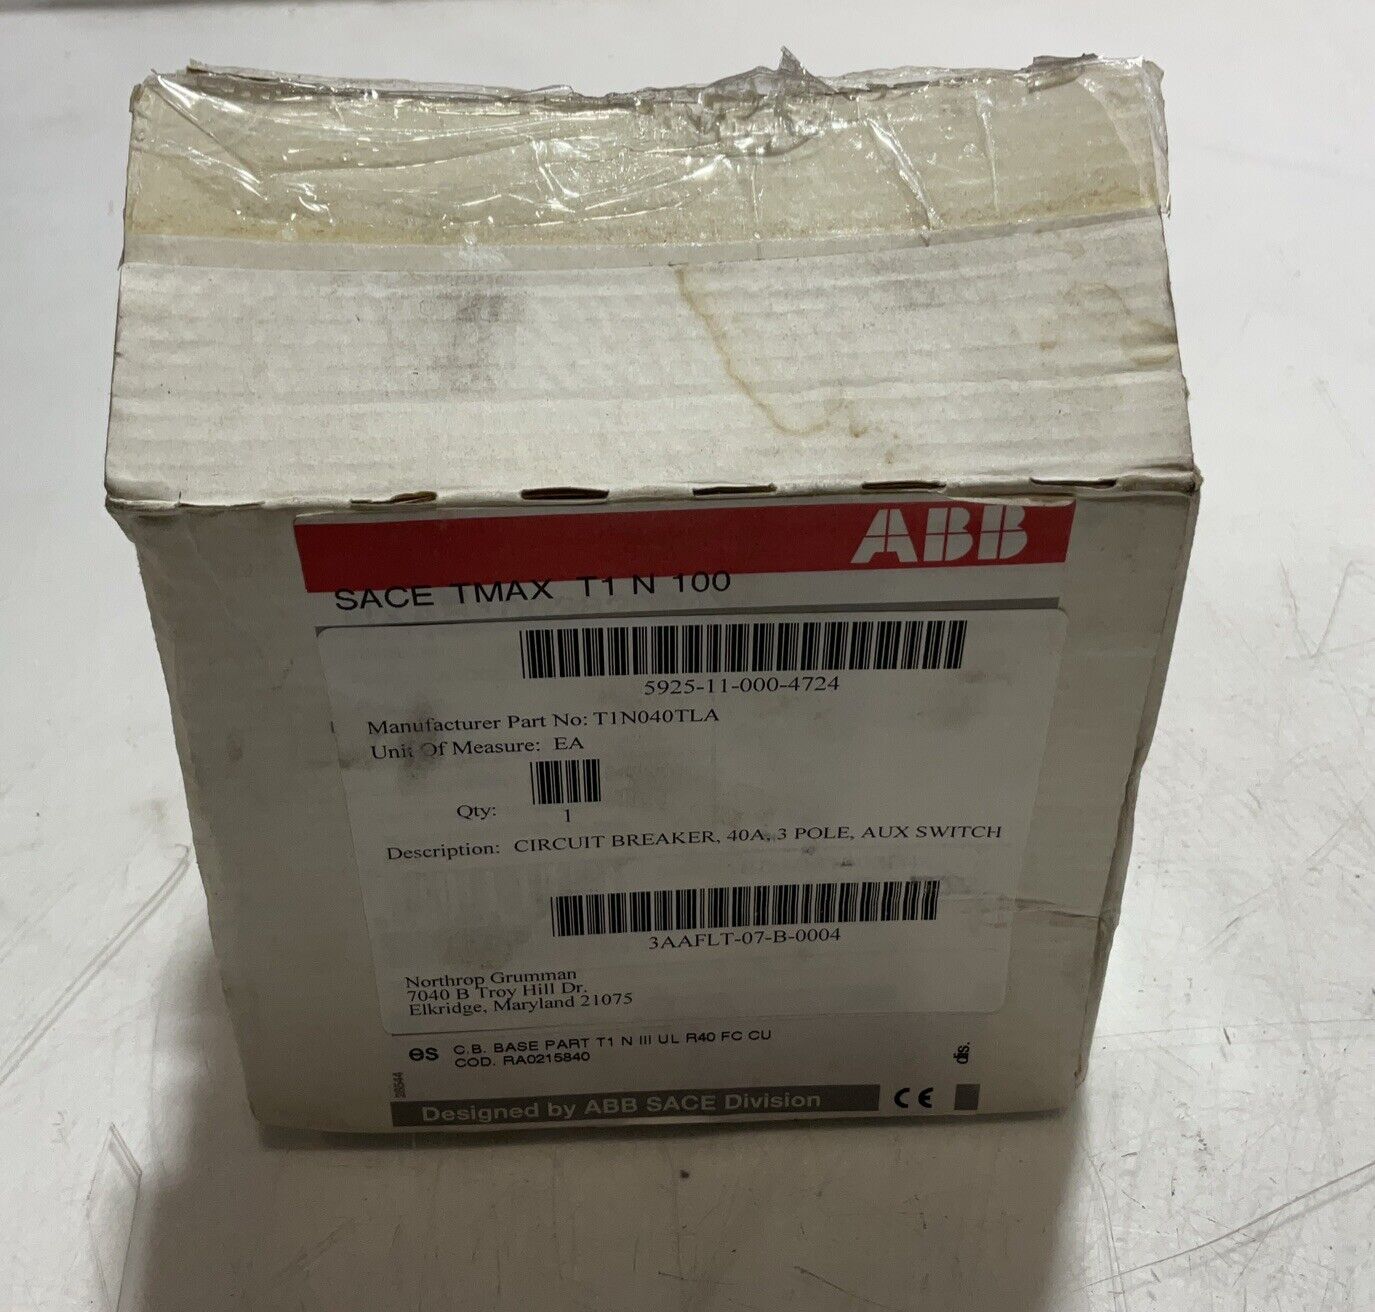 ABB
SACE TMAX T1 N 100
5925-11-000-4724
Manufacturer Part No: T1N040TLA
Unit Of Measure: EA
Qty:
1
Description: CIRCUIT BREAKER, 40A, 3 POLE, AUX SWITCH
3AAFLT-07-B-0004
Northrop Grumman
7040 B Troy Hill Dr.
Elkridge, Maryland 21075
es C.B. BASE PART T1 N III UL R40 FC CU
COD. RA0215840
dis.
Designed by ABB SACE Division CE